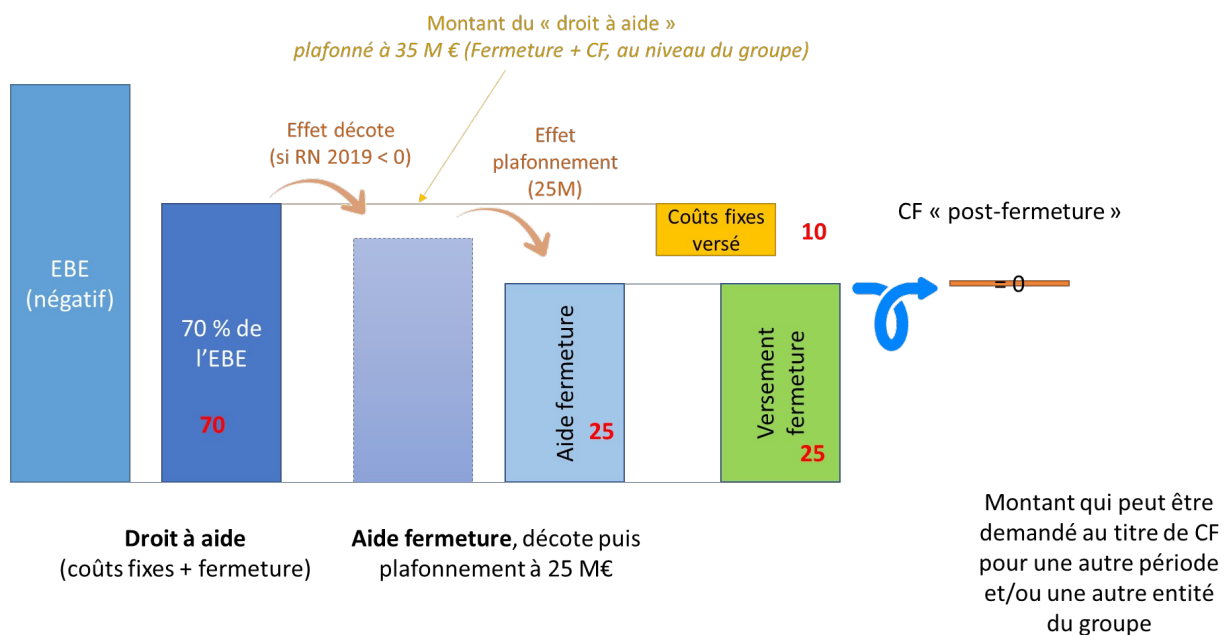 Montant du « droit à aide »
plafonné à 35 M € (Fermeture + CF, au niveau du groupe)
Effet décote
(si RN 2019 < 0)
Effet
plafonnement
(25M)
EBE
(négatif)
70 % de
l’EBE
70
Aide fermeture
25
Coûts fixes
versé
10
Versement
fermeture
25
CF « post-fermeture »
= 0
Droit à aide
(coûts fixes + fermeture)
Aide fermeture, décote puis
plafonnement à 25 M€
Montant qui peut être
demandé au titre de CF
pour une autre période
et/ou une autre entité
du groupe